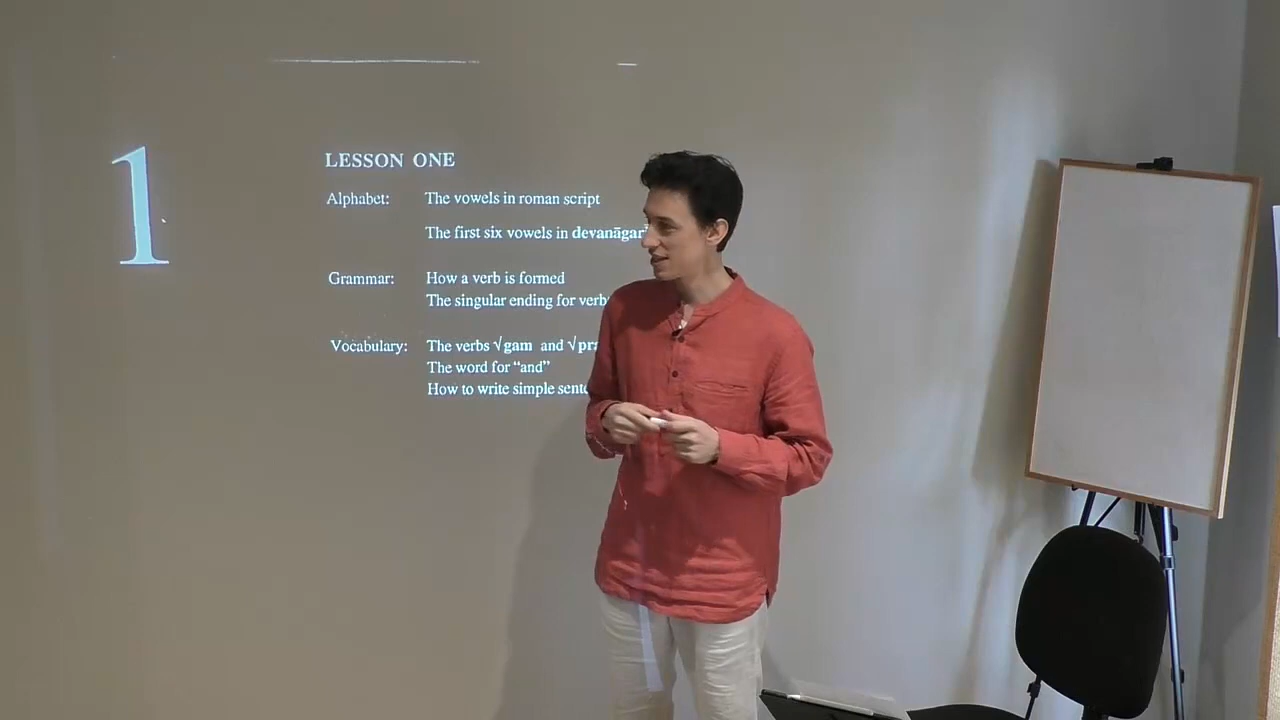 1
LESSON ONE
Alphabet: The vowels in roman script
The first six vowels in devanāgar
Grammar: How a verb is formed
The singular ending for verb
Vocabulary: The verbs √gam and √pra
The word for “and”
How to write simple sent